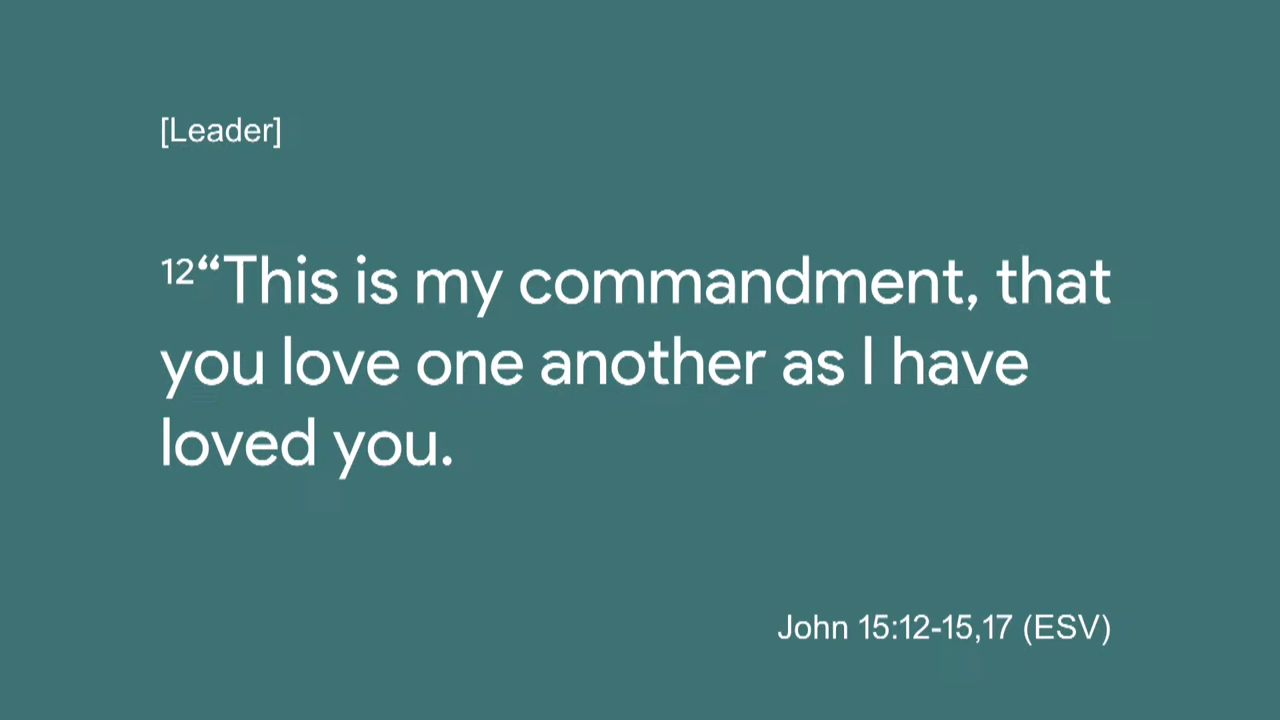 [Leader]
¹²“This is my commandment, that
you love one another as I have
loved you.
John 15:12-15,17 (ESV)